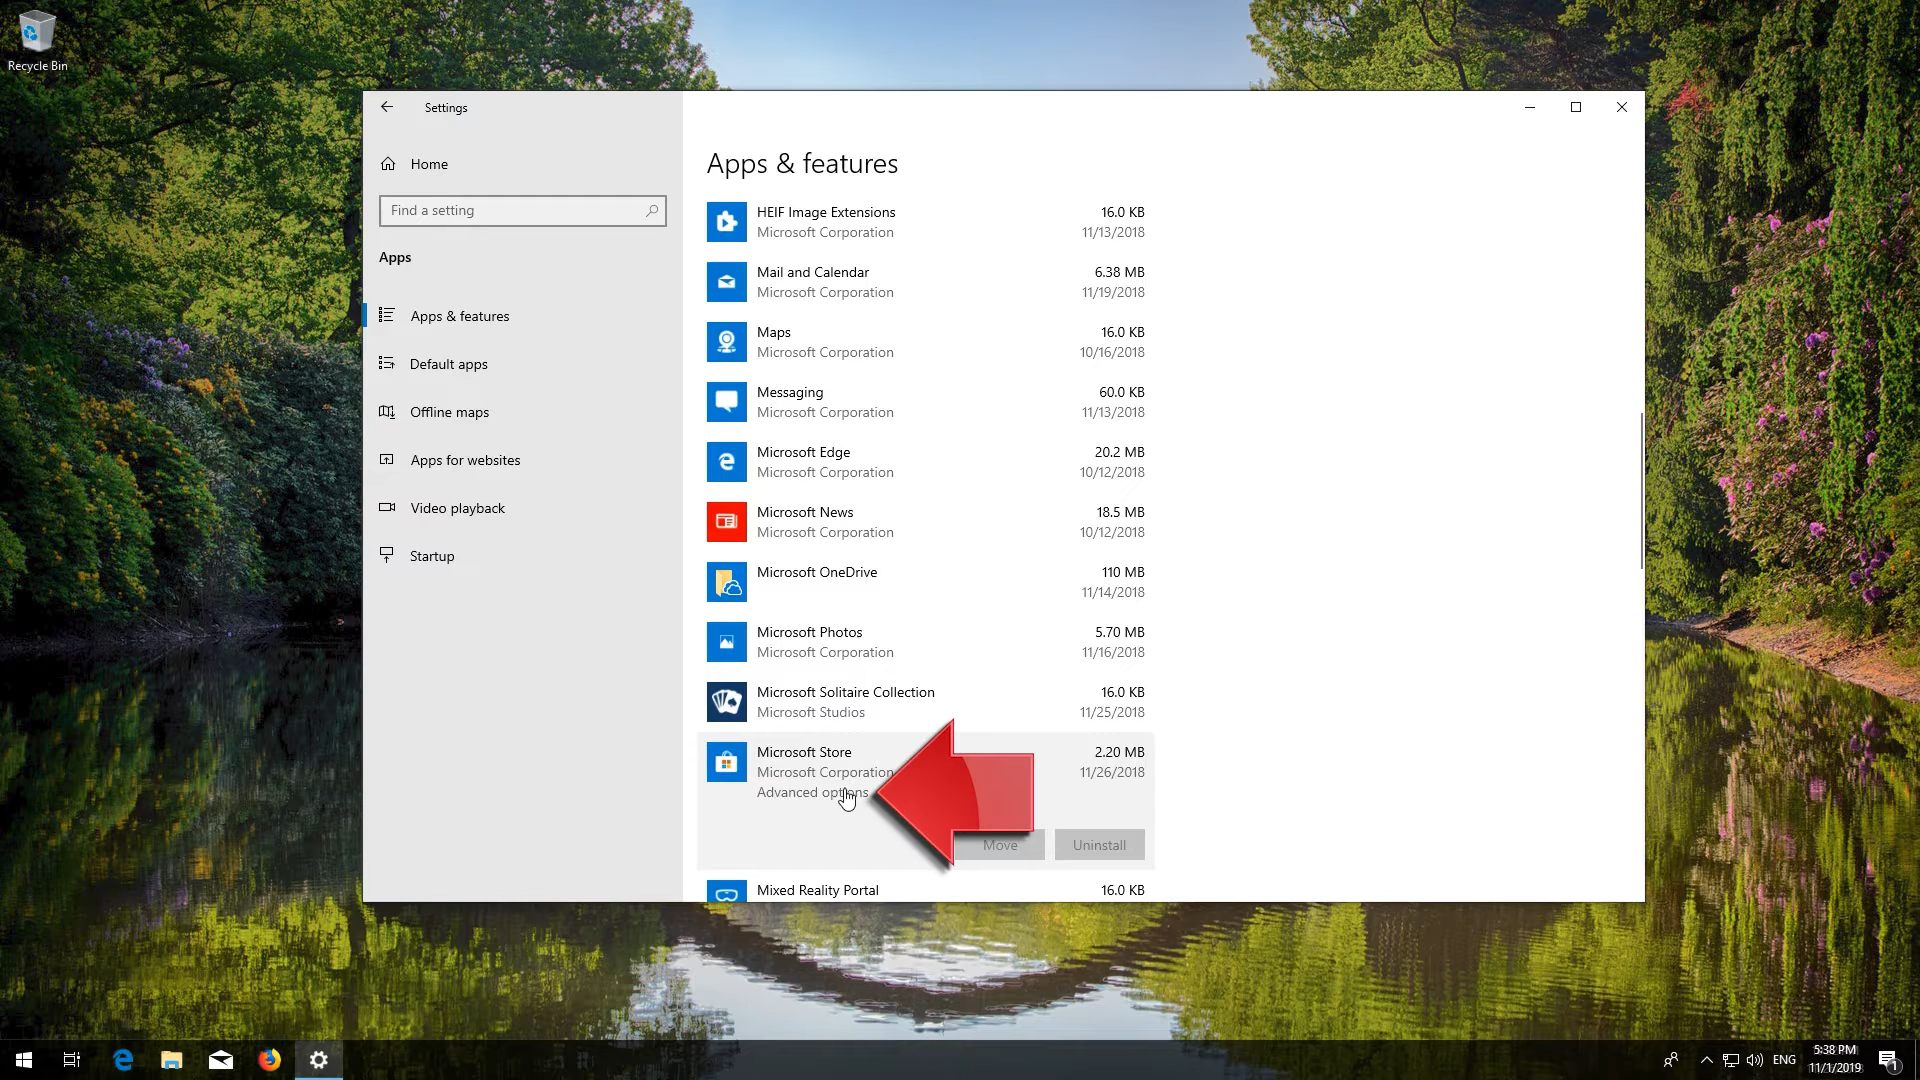 Recycle Bin
Settings
Home
Find a setting
Apps
Apps & features
Default apps
Offline maps
Apps for websites
Video playback
Startup
Apps & features
HEIF Image Extensions 16.0 KB
Microsoft Corporation 11/13/2018
Mail and Calendar 6.38 MB
Microsoft Corporation 11/19/2018
Maps 16.0 KB
Microsoft Corporation 10/16/2018
Messaging 60.0 KB
Microsoft Corporation 11/13/2018
Microsoft Edge 20.2 MB
Microsoft Corporation 10/12/2018
Microsoft News 18.5 MB
Microsoft Corporation 10/12/2018
Microsoft OneDrive 110 MB
11/14/2018
Microsoft Photos 5.70 MB
Microsoft Corporation 11/16/2018
Microsoft Solitaire Collection 16.0 KB
Microsoft Studios 11/25/2018
Microsoft Store 2.20 MB
Microsoft Corporation 11/26/2018
Advanced options
Move Uninstall
Mixed Reality Portal 16.0 KB
ENG
5:38 PM
11/1/2019
1